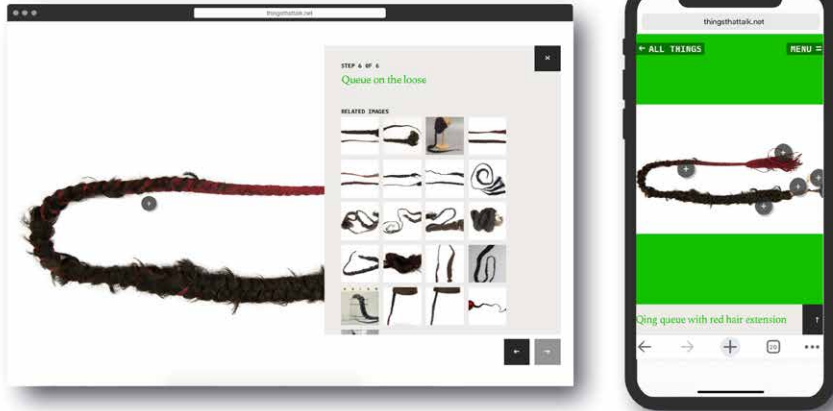 thingsthattalk.net
STEP 6 OF 6
Queue on the loose
RELATED IMAGES
thingsthattalk.net
← ALL THINGS
MENU =
Qing queue with red hair extension
20